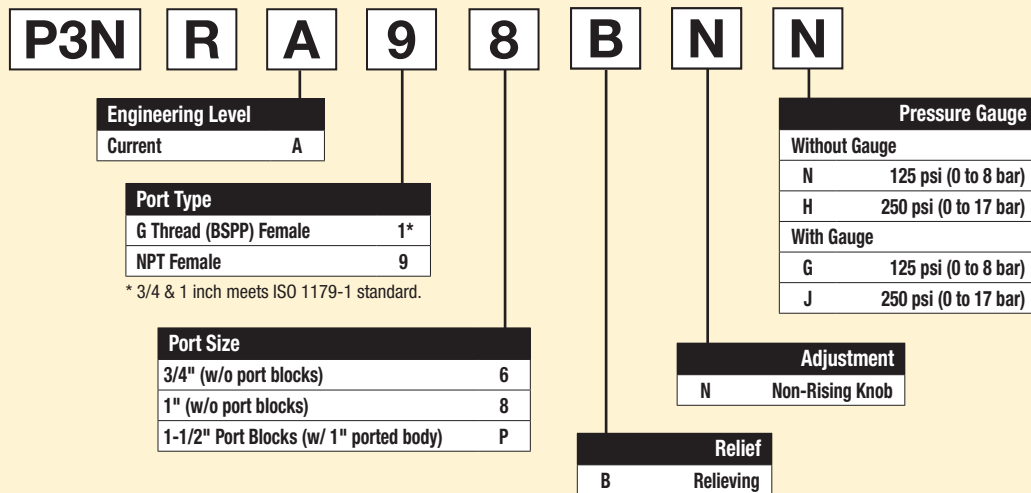 P3N R A 9 8 B N N
Engineering Level
Current A
Port Type
G Thread (BSPP) Female 1*
NPT Female 9
* 3/4 & 1 inch meets ISO 1179-1 standard.
Port Size
3/4" (w/o port blocks) 6
1" (w/o port blocks) 8
1-1/2" Port Blocks (w/ 1" ported body) P
Pressure Gauge
Without Gauge
N 125 psi (0 to 8 bar)
H 250 psi (0 to 17 bar)
With Gauge
G 125 psi (0 to 8 bar)
J 250 psi (0 to 17 bar)
Adjustment
N Non-Rising Knob
Relief
B Relieving